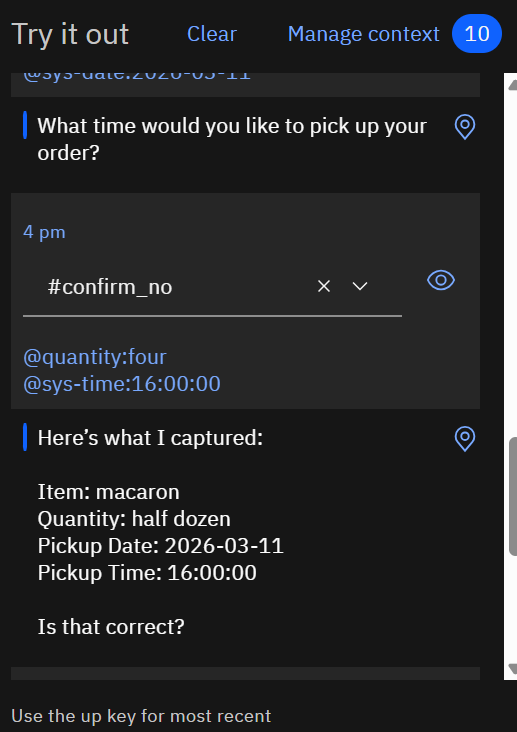 Try it out
Clear
Manage context
10
@sys-date:2026-03-11
What time would you like to pick up your
order?
4 pm
#confirm_no
@quantity:four
@sys-time:16:00:00
Here's what I captured:
Item: macaron
Quantity: half dozen
Pickup Date: 2026-03-11
Pickup Time: 16:00:00
Is that correct?
Use the up key for most recent